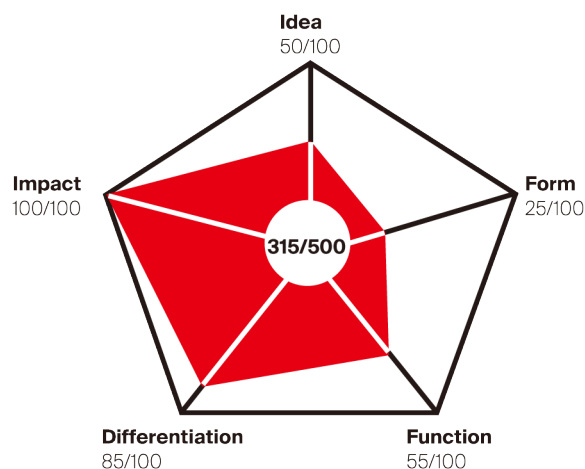 Idea
50/100
Impact
100/100
Form
25/100
315/500
Differentiation
85/100
Function
55/100